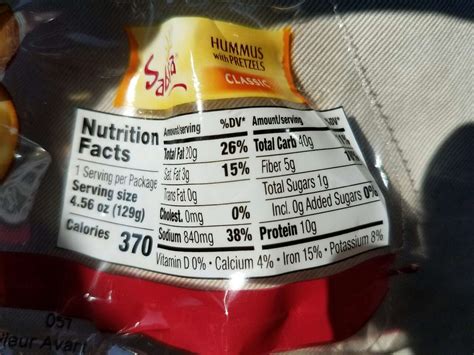 Sabra
HUMMUS
with PRETZELS
CLASSIC
Nutrition Facts
1 Serving per Package
Serving size
4.56 oz (129g)
Calories 370
Amount/serving %DV*
Total Fat 20g 26%
Sat Fat 3g 15%
Trans Fat 0g
Cholest. 0mg 0%
Sodium 840mg 38%
Amount/serving %DV*
Total Carb 40g
Fiber 5g
Total Sugars 1g
Incl. 0g Added Sugars 0%
Protein 10g
Vitamin D 0% • Calcium 4% • Iron 15% • Potassium 8%
051